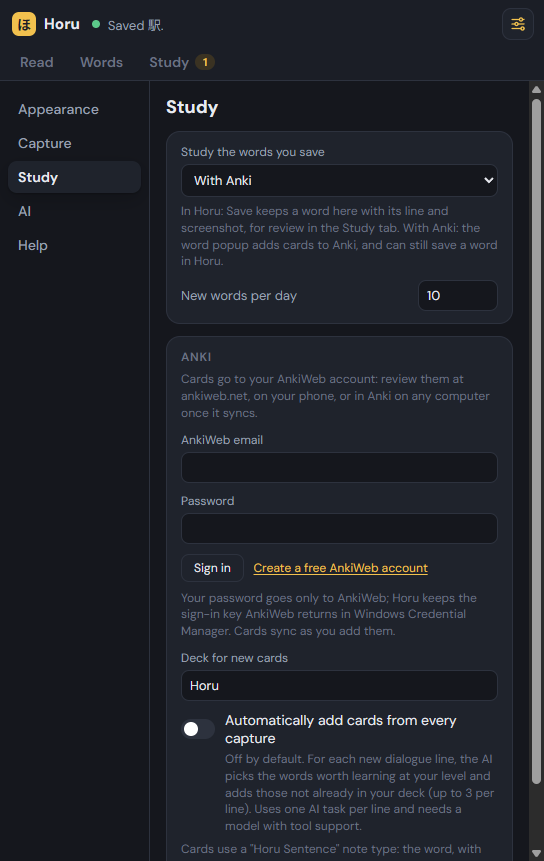 ほ Horu Saved 駅.
Read Words Study 1
Appearance
Capture
Study
AI
Help
Study
Study the words you save
With Anki
In Horu: Save keeps a word here with its line and
screenshot, for review in the Study tab. With Anki: the
word popup adds cards to Anki, and can still save a word
in Horu.
New words per day 10
ANKI
Cards go to your AnkiWeb account: review them at
ankiweb.net, on your phone, or in Anki on any computer
once it syncs.
AnkiWeb email
Password
Sign in Create a free AnkiWeb account
Your password goes only to AnkiWeb; Horu keeps the
sign-in key AnkiWeb returns in Windows Credential
Manager. Cards sync as you add them.
Deck for new cards
Horu
Automatically add cards from every
capture
Off by default. For each new dialogue line, the AI
picks the words worth learning at your level and
adds those not already in your deck (up to 3 per
line). Uses one AI task per line and needs a
model with tool support.
Cards use a "Horu Sentence" note type: the word, with